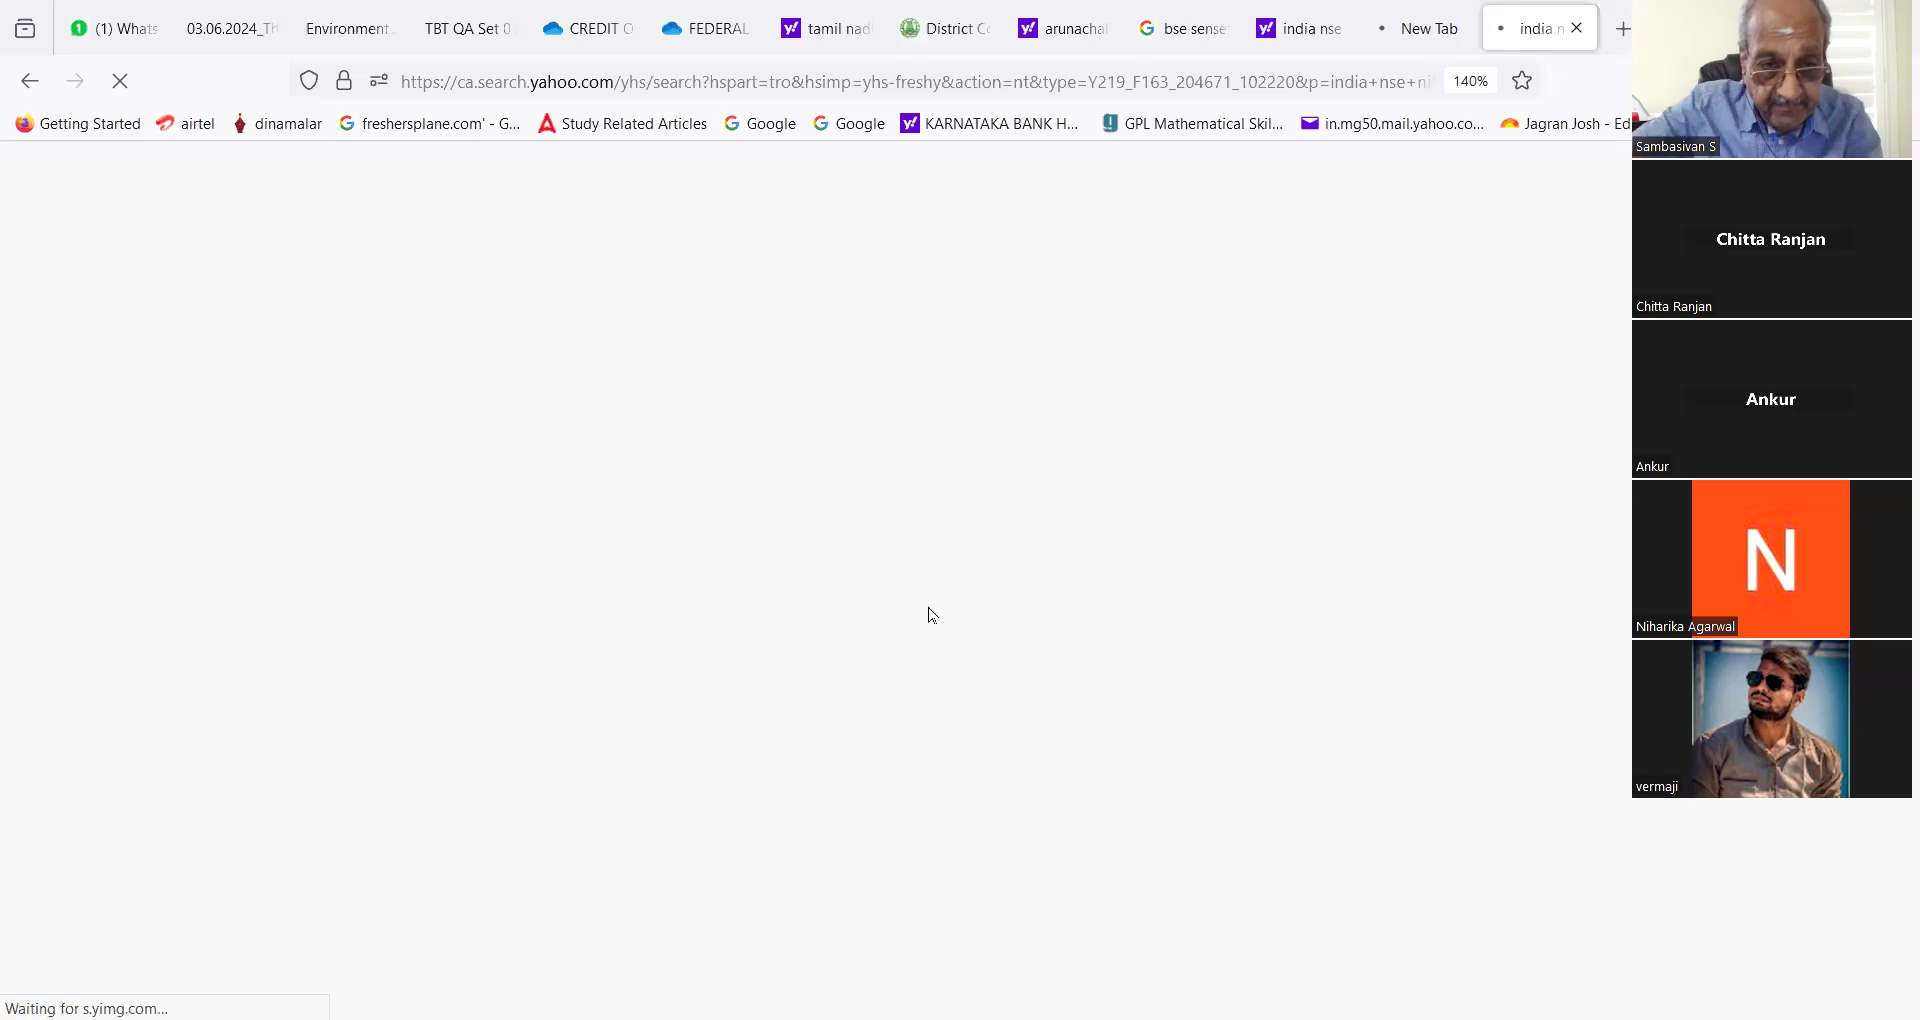 (1) Whats
03.06.2024_Th
Environment
TBT QA Set 0
CREDIT O
FEDERAL
tamil nad
District Co
arunachal
bse sense
india nse
New Tab
india n
https://ca.search.yahoo.com/yhs/search?hspart=tro&hsimp=yhs-freshy&action=nt&type=Y219_F163_204671_102220&p=india+nse+ni
140%
Getting Started
airtel
dinamalar
freshersplane.com' - G...
Study Related Articles
Google
Google
KARNATAKA BANK H...
GPL Mathematical Skil...
in.mg50.mail.yahoo.co...
Jagran Josh - Ed
Sambasivan S
Chitta Ranjan
Chitta Ranjan
Ankur
Ankur
N
Niharika Agarwal
vermaji
Waiting for s.yimg.com...